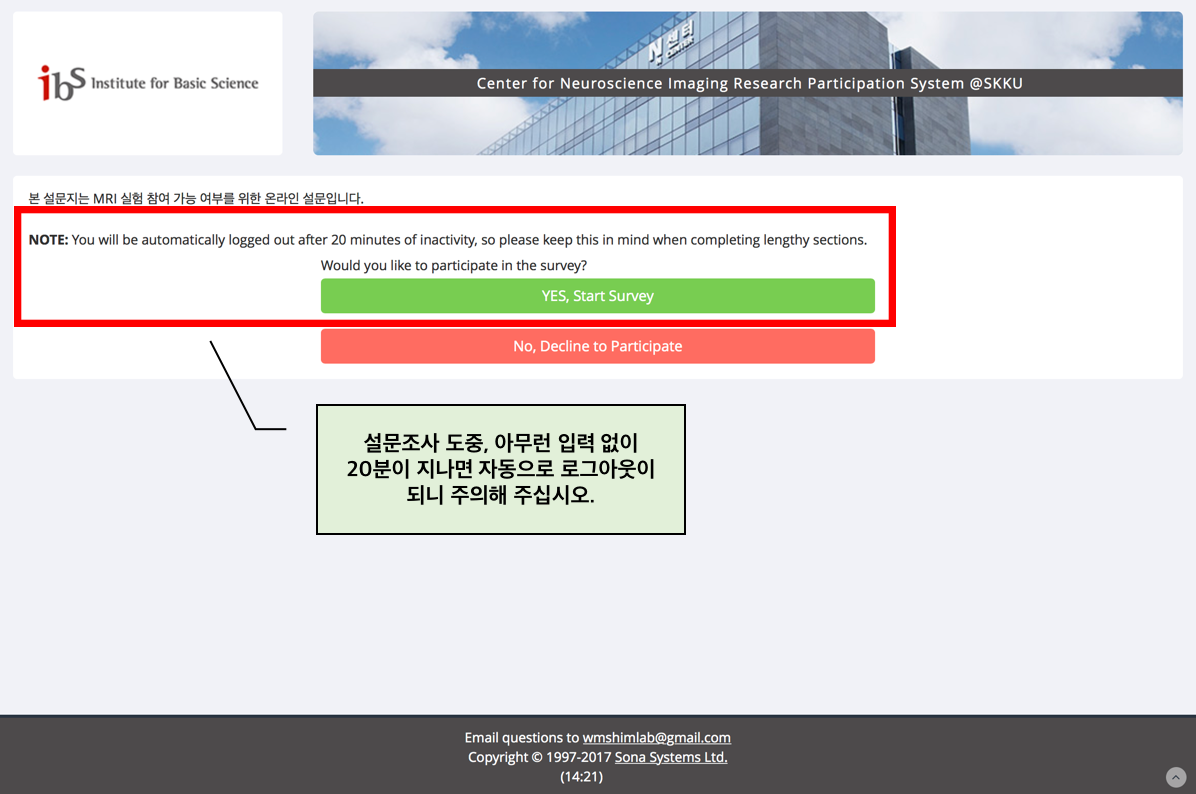 ibS Institute for Basic Science
N센터
CENTER
Center for Neuroscience Imaging Research Participation System @SKKU
본 설문지는 MRI 실험 참여 가능 여부를 위한 온라인 설문입니다.
NOTE: You will be automatically logged out after 20 minutes of inactivity, so please keep this in mind when completing lengthy sections.
Would you like to participate in the survey?
YES, Start Survey
No, Decline to Participate
설문조사 도중, 아무런 입력 없이
20분이 지나면 자동으로 로그아웃이
되니 주의해 주십시오.
Email questions to wmshimlab@gmail.com
Copyright © 1997-2017 Sona Systems Ltd.
(14:21)